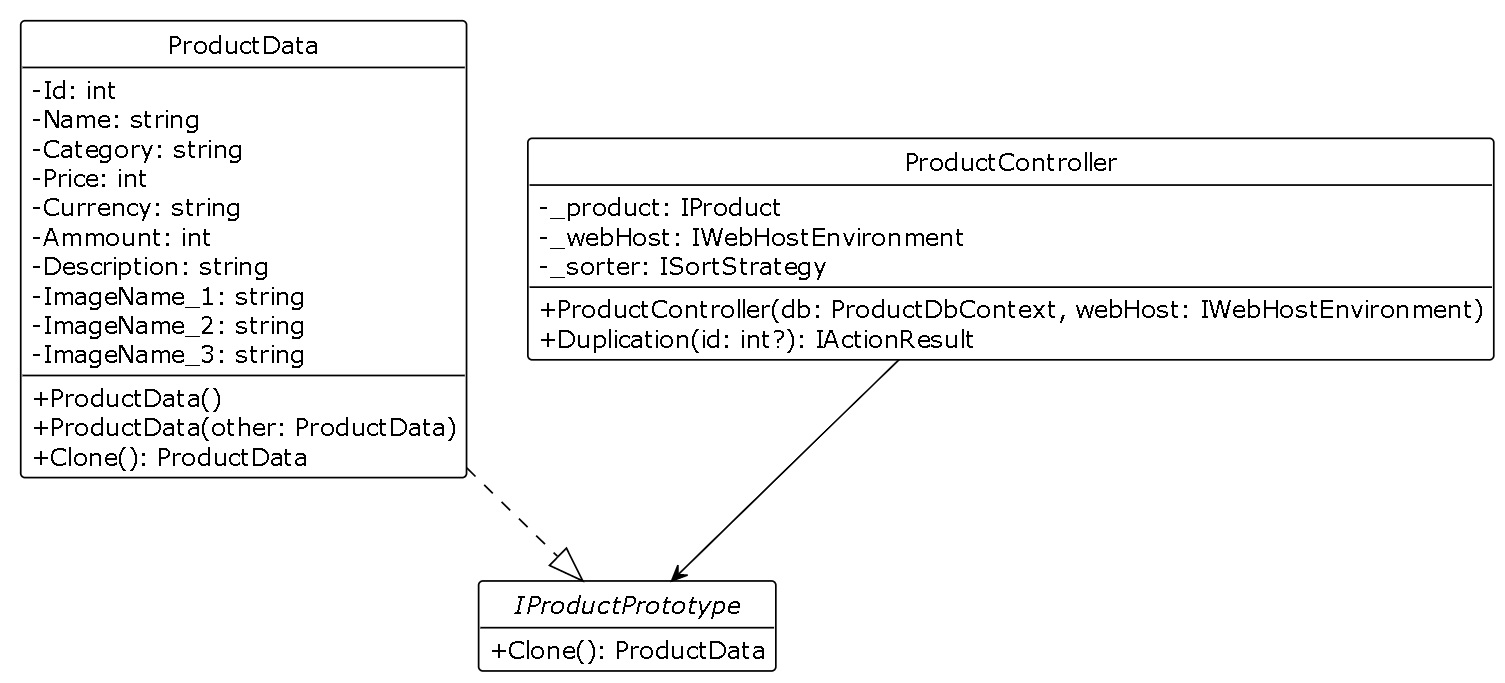 ProductData
-Id: int
-Name: string
-Category: string
-Price: int
-Currency: string
-Ammount: int
-Description: string
-ImageName_1: string
-ImageName_2: string
-ImageName_3: string
+ProductData()
+ProductData(other: ProductData)
+Clone(): ProductData
ProductController
-_product: IProduct
-_webHost: IWebHostEnvironment
-_sorter: ISortStrategy
+ProductController(db: ProductDbContext, webHost: IWebHostEnvironment)
+Duplication(id: int?): IActionResult
IProductPrototype
+Clone(): ProductData